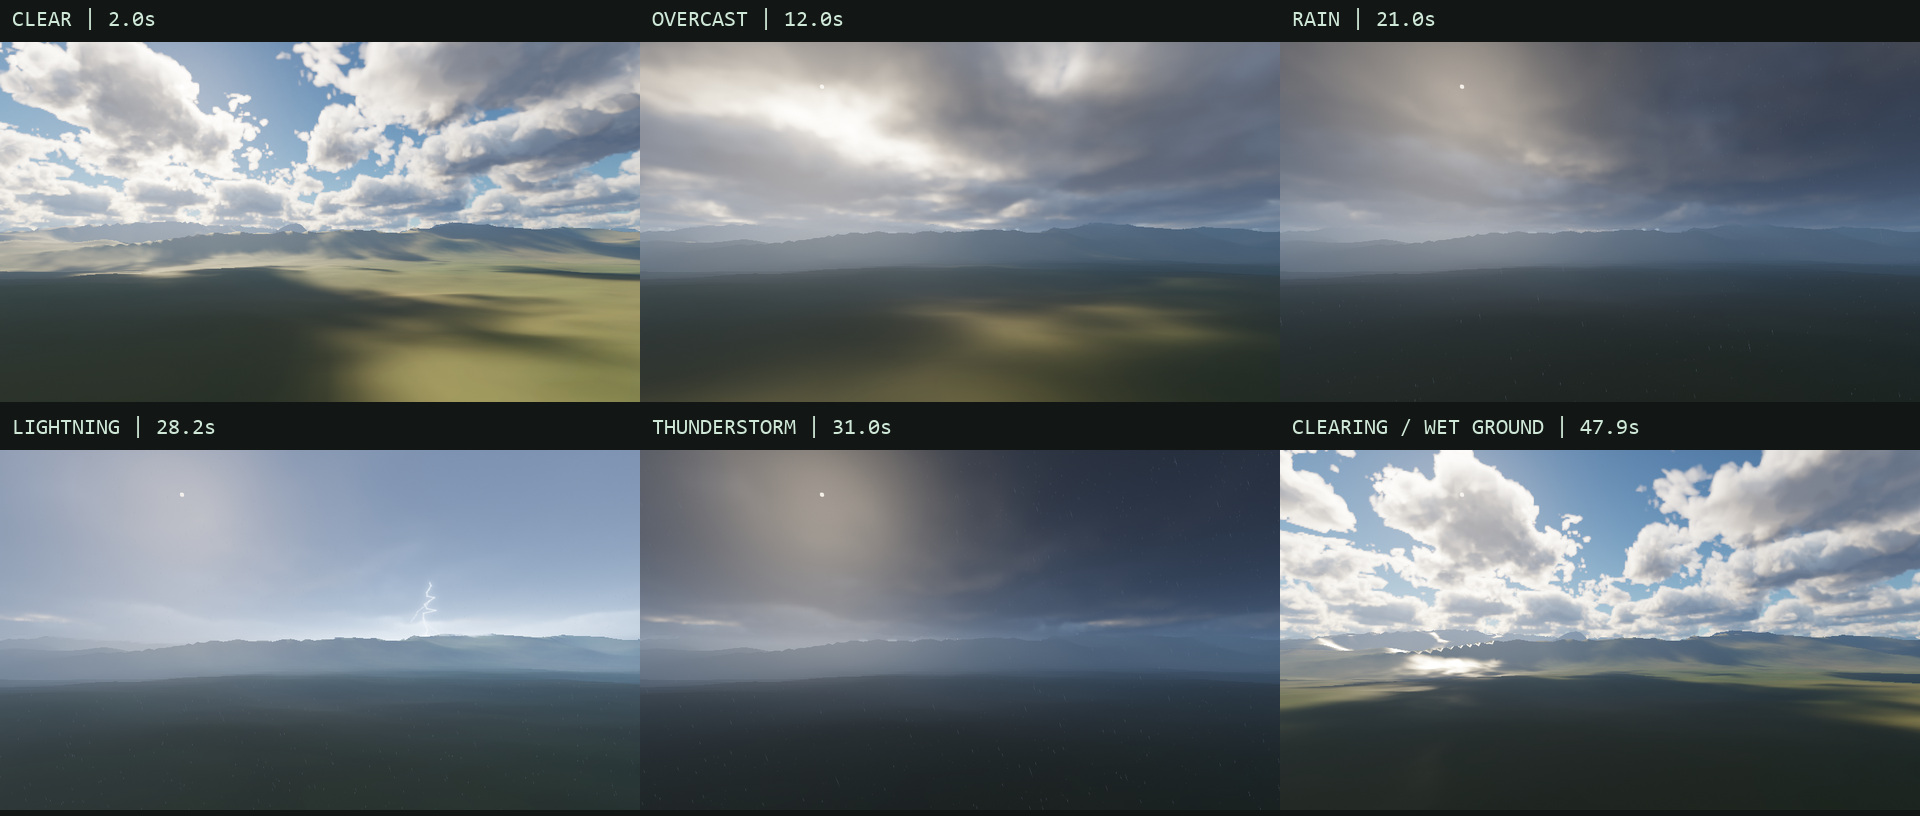 CLEAR | 2.0s
OVERCAST | 12.0s
RAIN | 21.0s
LIGHTNING | 28.2s
THUNDERSTORM | 31.0s
CLEARING / WET GROUND | 47.9s